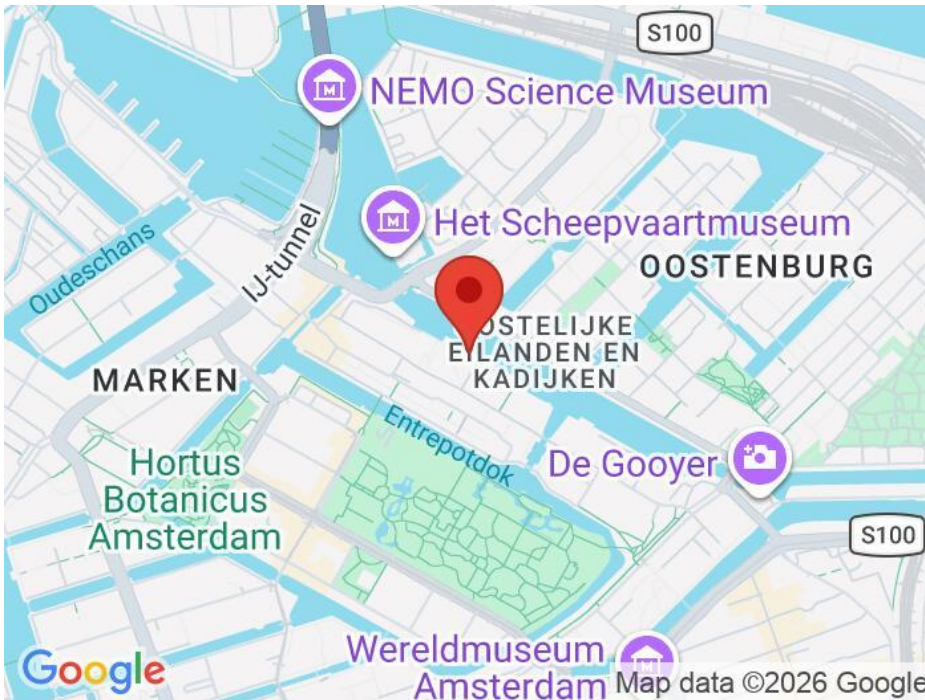 S100
NEMO Science Museum
Het Scheepvaartmuseum
Oudeschans
IJ-tunnel
OOSTENBURG
OSTELIJKE
EILANDEN EN
KADIJKEN
MARKEN
Entrepotdok
Hortus
Botanicus
Amsterdam
De Gooyer
S100
Wereldmuseum
Amsterdam
Google
Map data ©2026 Google